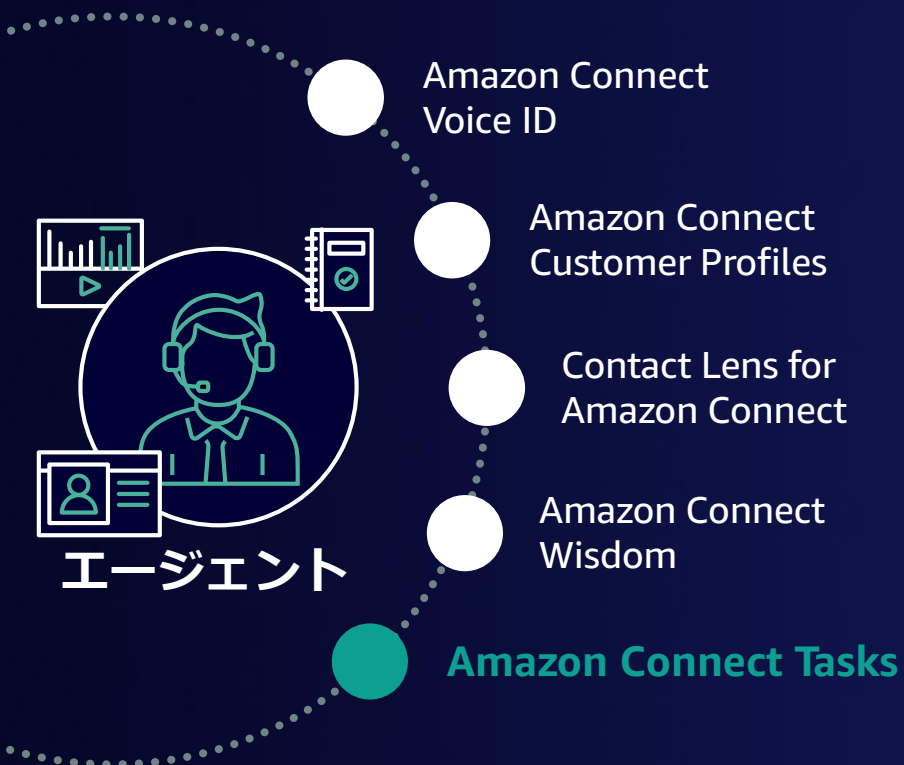 Amazon Connect
Voice ID
Amazon Connect
Customer Profiles
Contact Lens for
Amazon Connect
Amazon Connect
Wisdom
エージェント
Amazon Connect Tasks